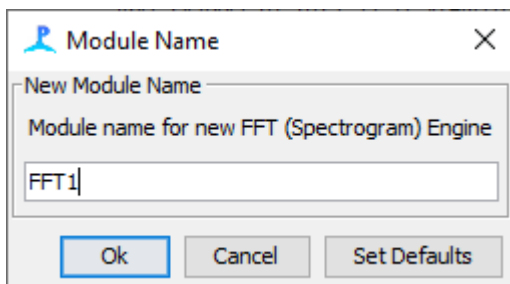 Module Name
New Module Name
Module name for new FFT (Spectrogram) Engine
FFT1
Ok Cancel Set Defaults